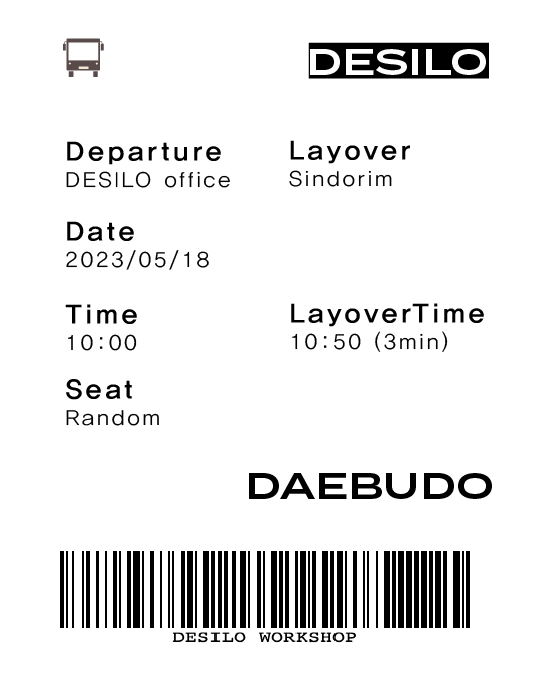 DESILO
Departure
DESILO office
Layover
Sindorim
Date
2023/05/18
Time
10:00
LayoverTime
10:50 (3min)
Seat
Random
DAEBUDO
DESILO WORKSHOP